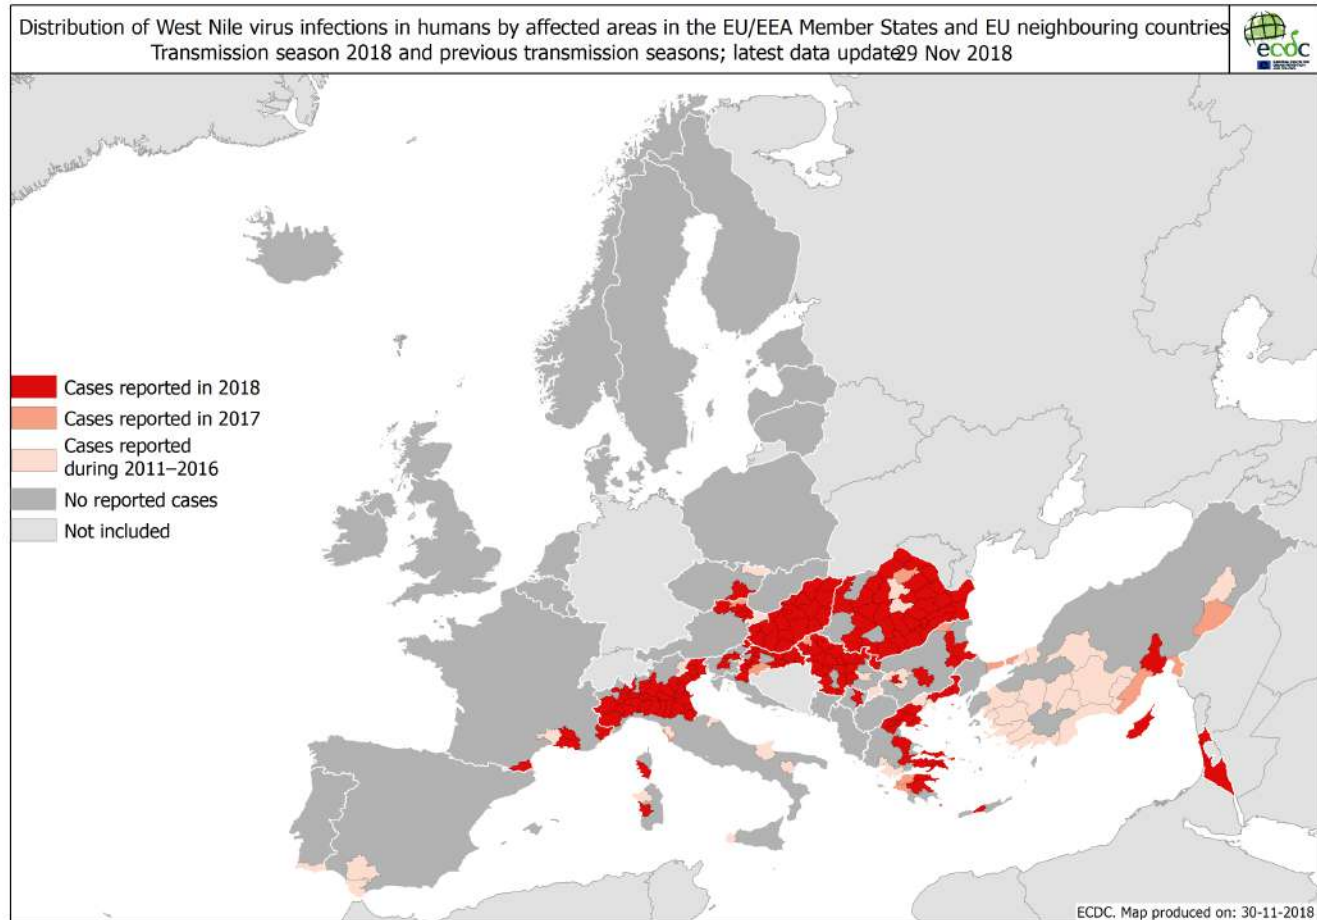 Distribution of West Nile virus infections in humans by affected areas in the EU/EEA Member States and EU neighbouring countries
Transmission season 2018 and previous transmission seasons; latest data update29 Nov 2018
ecdc
Cases reported in 2018
Cases reported in 2017
Cases reported
during 2011–2016
No reported cases
Not included
ECDC. Map produced on: 30-11-2018